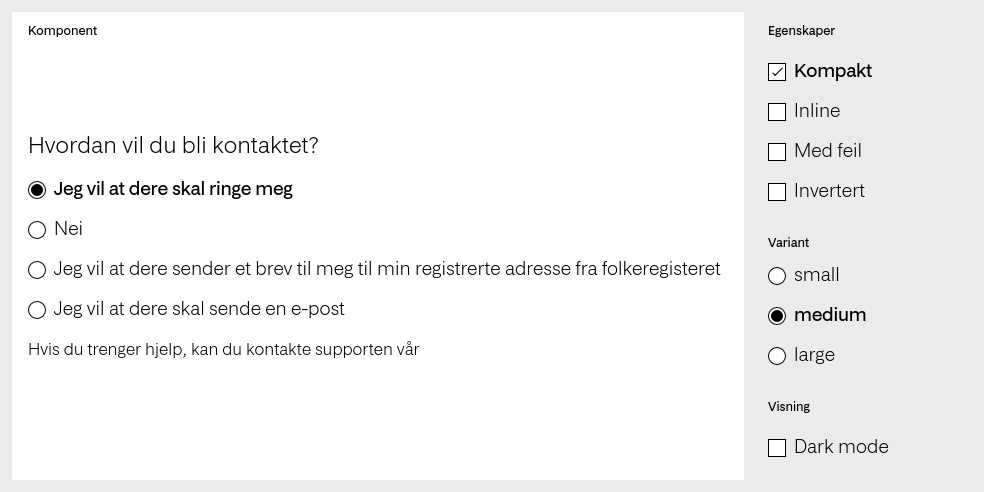 Komponent
Hvordan vil du bli kontaktet?
Jeg vil at dere skal ringe meg
Nei
Jeg vil at dere sender et brev til meg til min registrerte adresse fra folkeregisteret
Jeg vil at dere skal sende en e-post
Hvis du trenger hjelp, kan du kontakte supporten vår
Egenskaper
Kompakt
Inline
Med feil
Invertert
Variant
small
medium
large
Visning
Dark mode